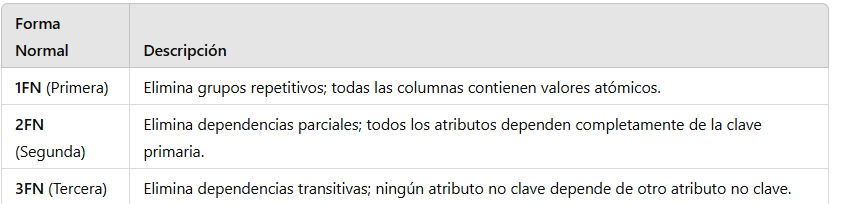 Forma
Normal
Descripción
1FN (Primera)
Elimina grupos repetitivos; todas las columnas contienen valores atómicos.
2FN
(Segunda)
Elimina dependencias parciales; todos los atributos dependen completamente de la clave
primaria.
3FN (Tercera)
Elimina dependencias transitivas; ningún atributo no clave depende de otro atributo no clave.